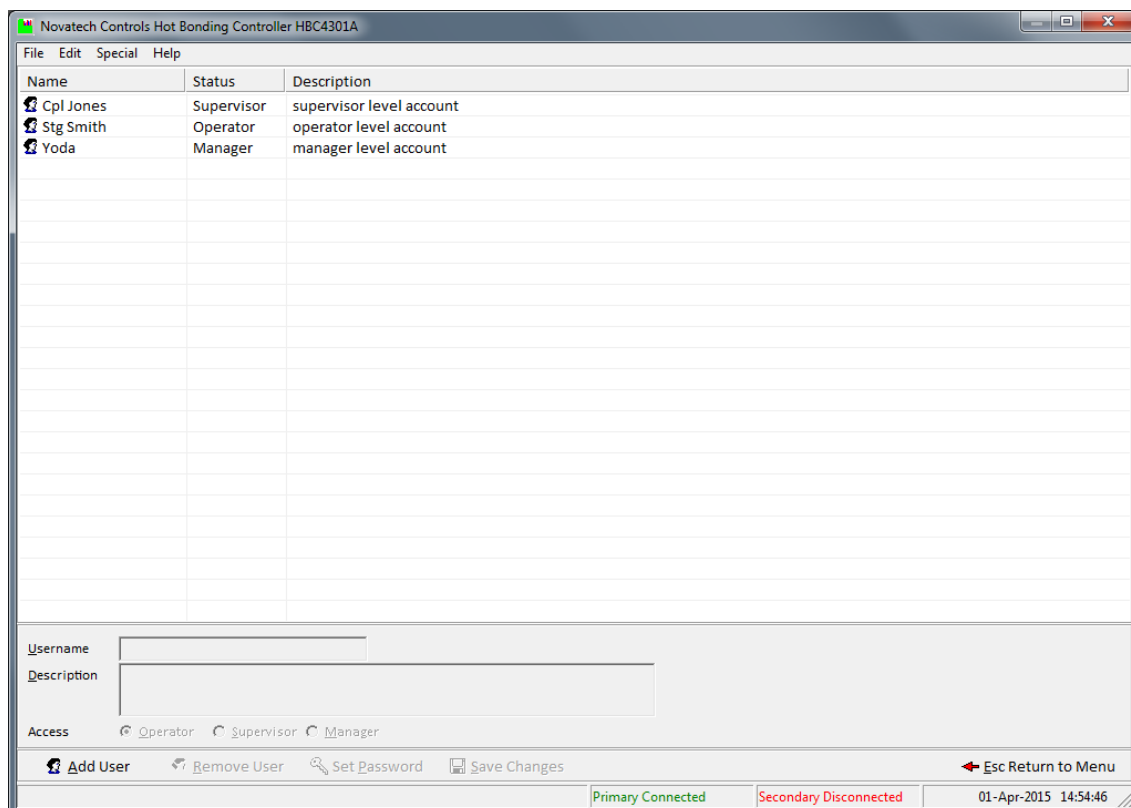 Novatech Controls Hot Bonding Controller HBC4301A
File Edit Special Help
Name Status Description
Cpl Jones Supervisor supervisor level account
Stg Smith Operator operator level account
Yoda Manager manager level account
Username
Description
Access Operator Supervisor Manager
Add User Remove User Set Password Save Changes Esc Return to Menu
Primary Connected Secondary Disconnected 01-Apr-2015 14:54:46